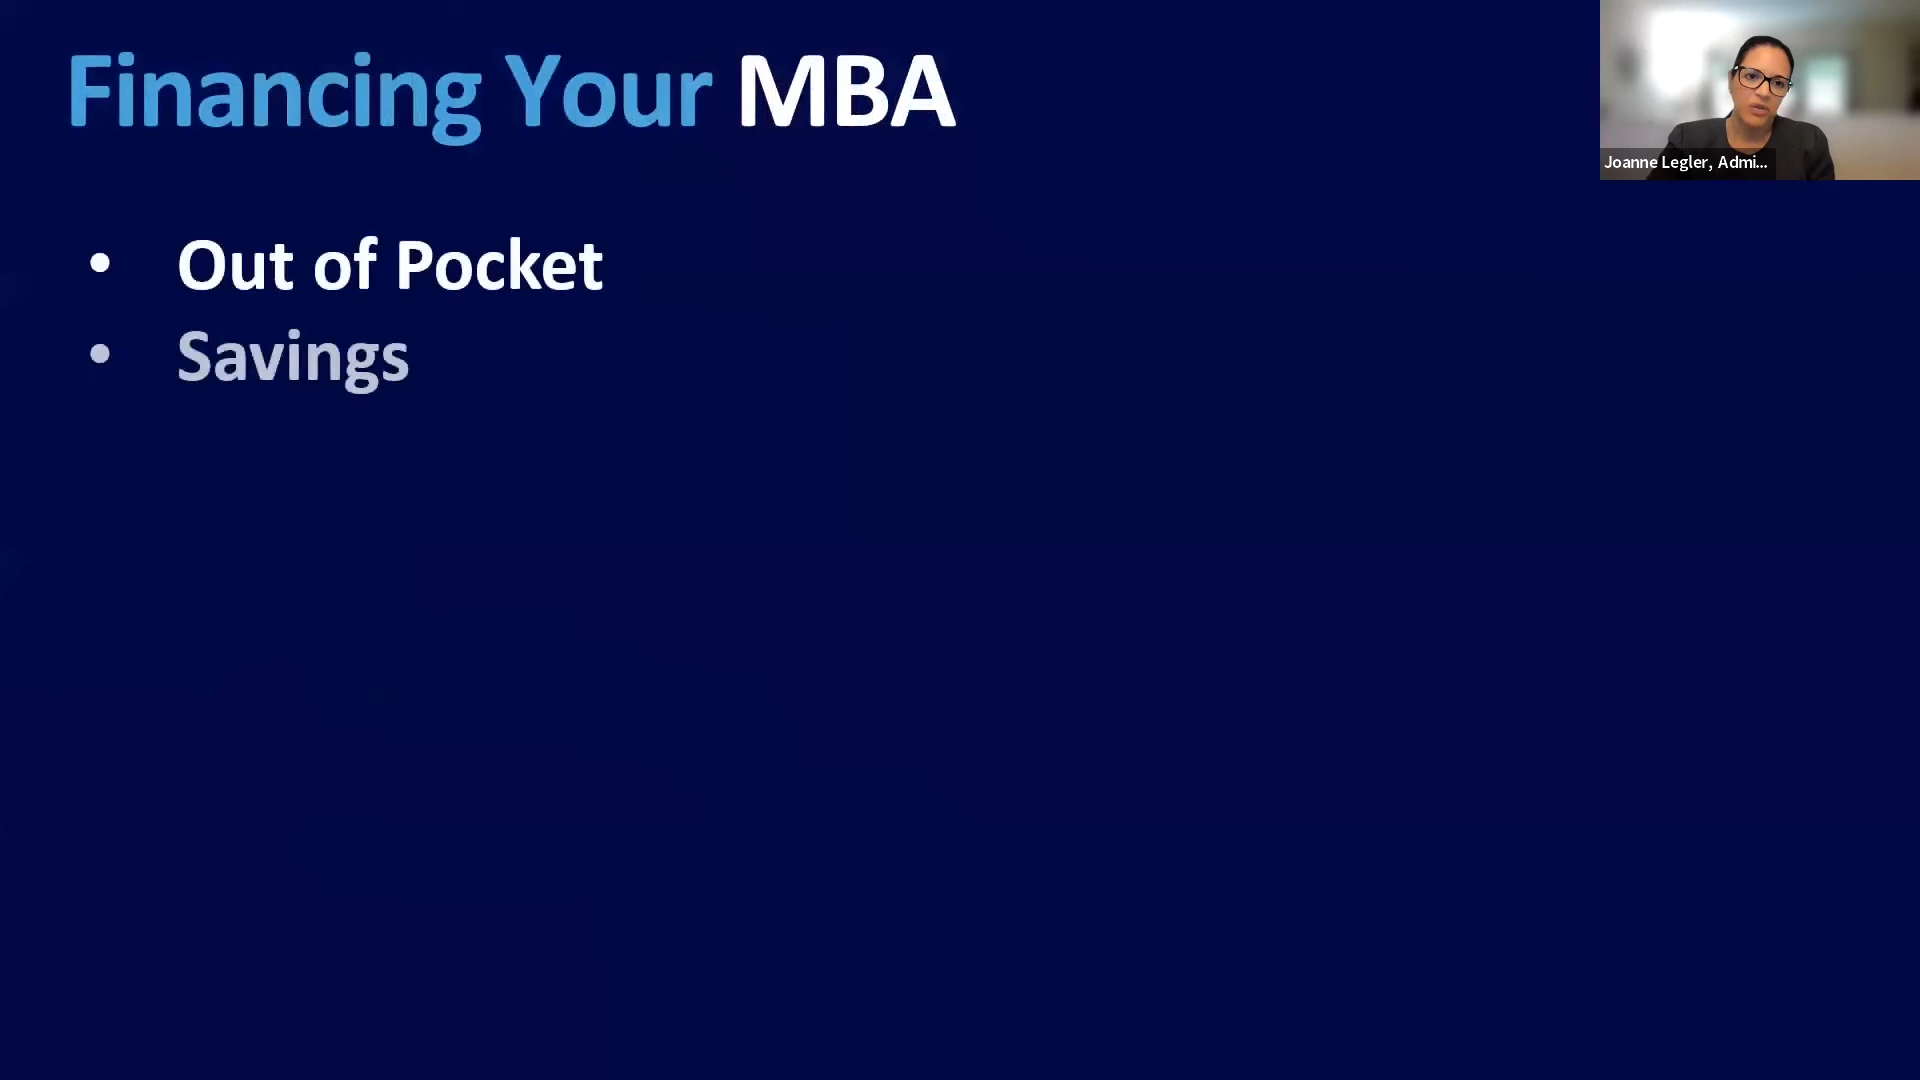 Financing Your MBA
Joanne Legler, Admi...
• Out of Pocket
• Savings